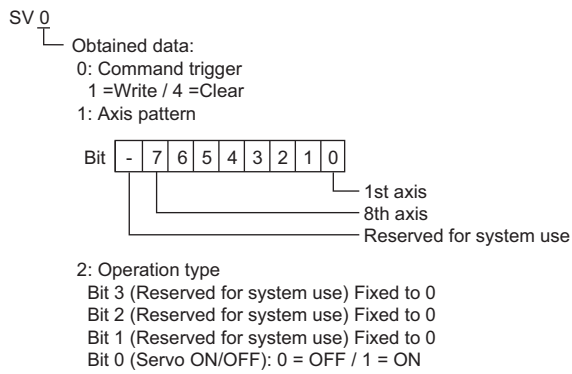 SV 0
Obtained data:
0: Command trigger
1 =Write / 4 =Clear
1: Axis pattern
Bit - 7 6 5 4 3 2 1 0
1st axis
8th axis
Reserved for system use
2: Operation type
Bit 3 (Reserved for system use) Fixed to 0
Bit 2 (Reserved for system use) Fixed to 0
Bit 1 (Reserved for system use) Fixed to 0
Bit 0 (Servo ON/OFF): 0 = OFF / 1 = ON